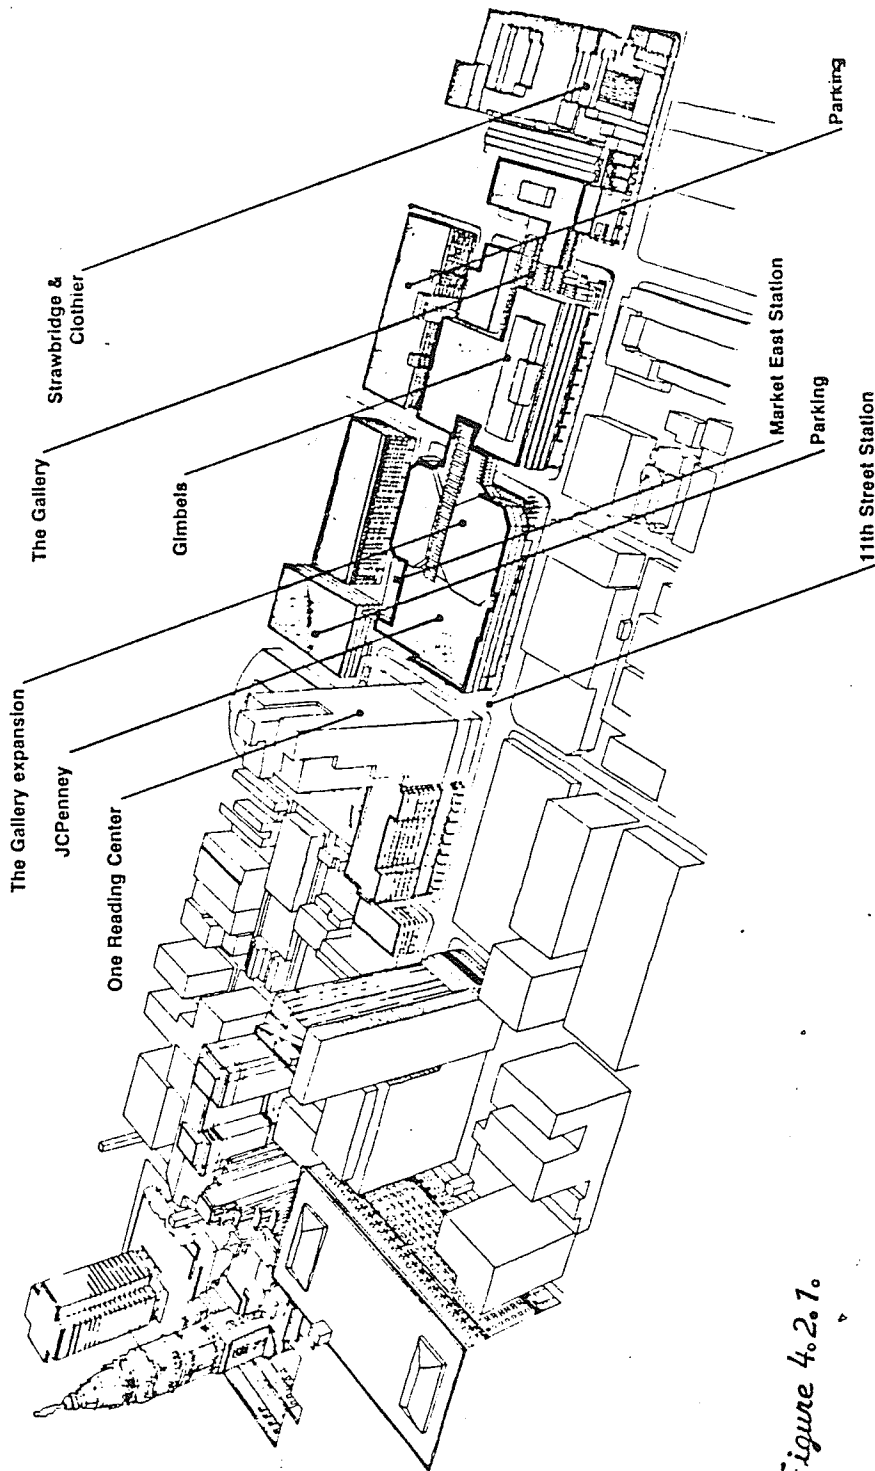 The Gallery expansion
JCPenney
One Reading Center
The Gallery
Gimbels
Strawbridge &
Clothier
Parking
Market East Station
Parking
11th Street Station
Figure 4.2.1.